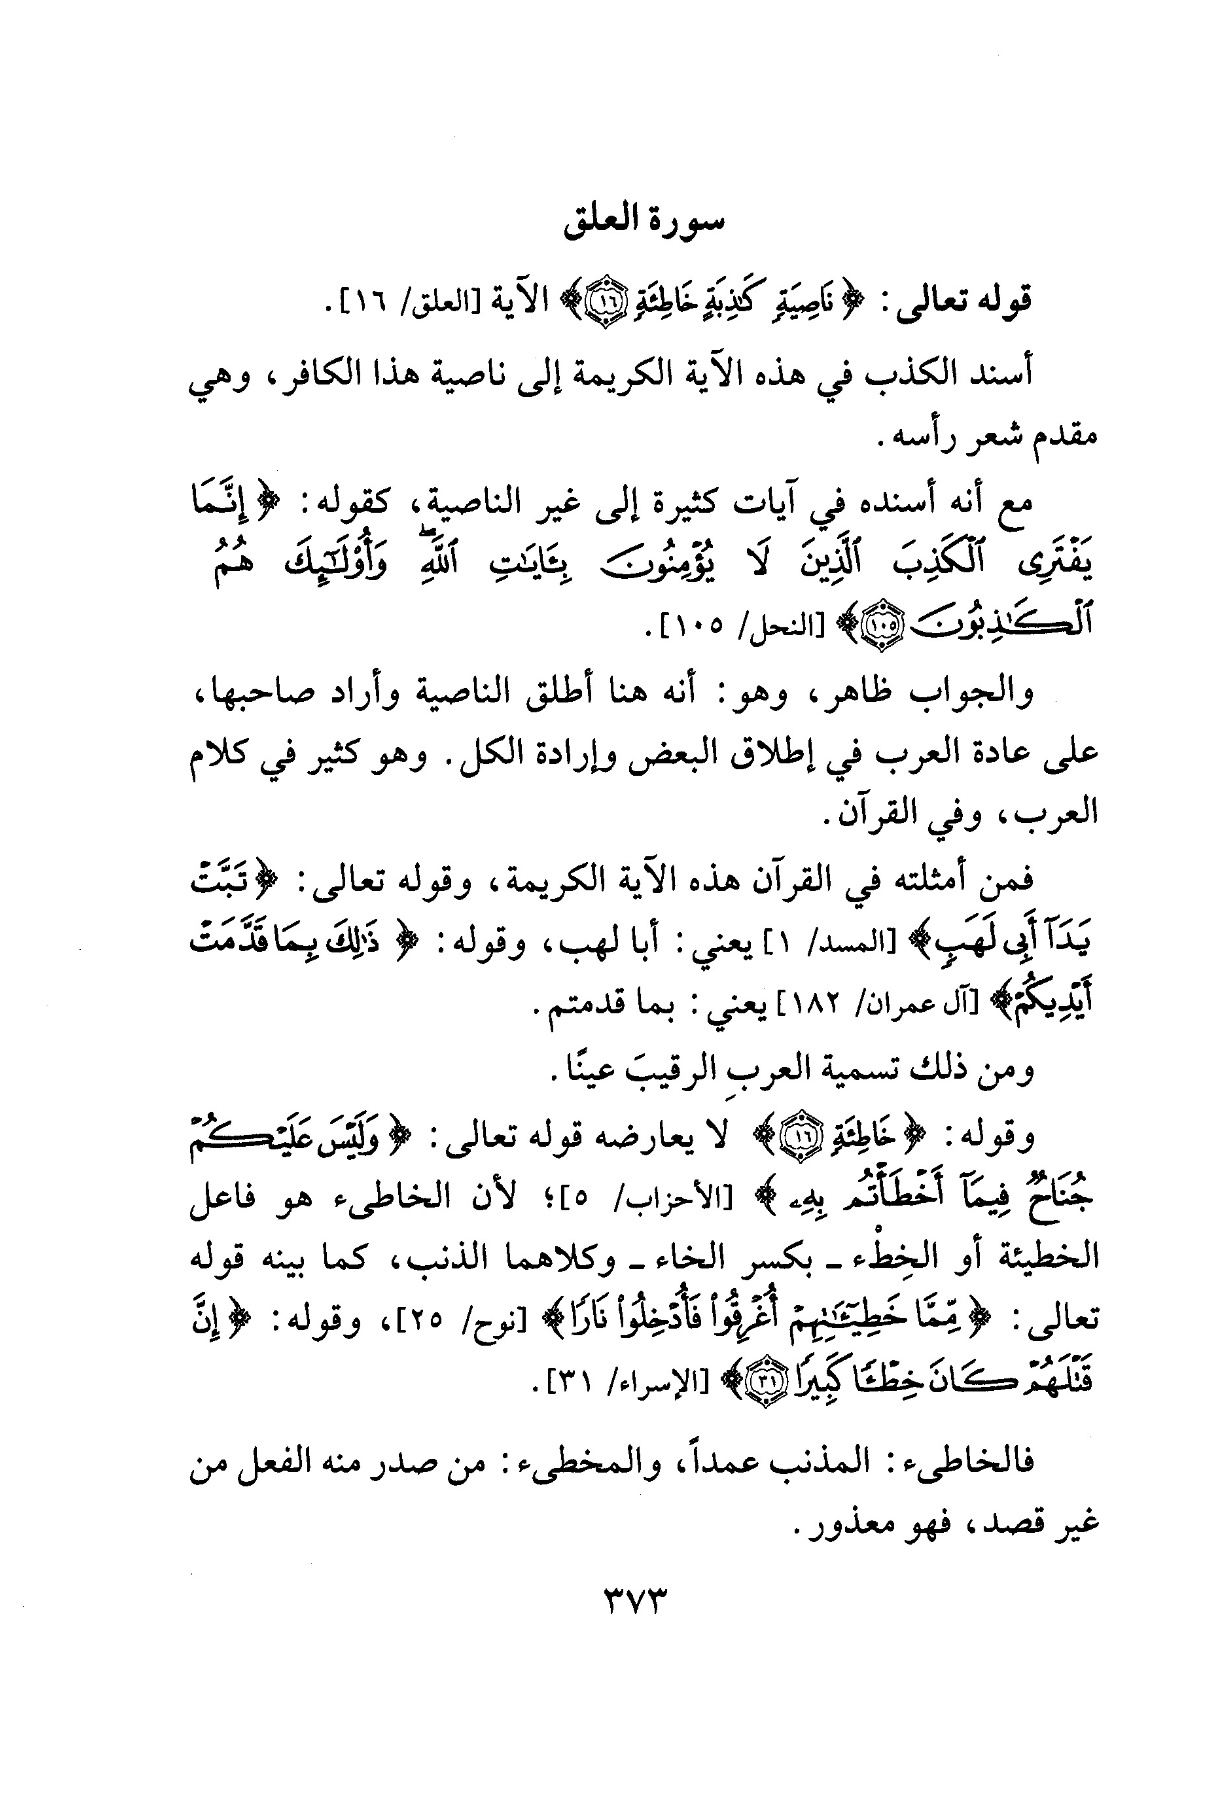 سورة العلق
قوله تعالى: ﴿نَاصِيَةٍ كَٰذِبَةٍ خَاطِئَةٍ ١٦﴾ الآية [العلق/ ١٦].
أسند الكذب في هذه الآية الكريمة إلى ناصية هذا الكافر، وهي
مقدم شعر رأسه.
مع أنه أسنده في آيات كثيرة إلى غير الناصية، كقوله: ﴿إِنَّمَا
يَفْتَرِى ٱلْكَذِبَ ٱلَّذِينَ لَا يُؤْمِنُونَ بِـَٔايَٰتِ ٱللَّهِۖ وَأُو۟لَٰٓئِكَ هُمُ
ٱلْكَٰذِبُونَ ١٠٥﴾ [النحل/ ١٠٥].
والجواب ظاهر، وهو: أنه هنا أطلق الناصية وأراد صاحبها،
على عادة العرب في إطلاق البعض وإرادة الكل. وهو كثير في كلام
العرب، وفي القرآن.
فمن أمثلته في القرآن هذه الآية الكريمة، وقوله تعالى: ﴿تَبَّتْ
يَدَآ أَبِى لَهَبٍ﴾ [المسد/ ١] يعني: أبا لهب، وقوله: ﴿ذَٰلِكَ بِمَا قَدَّمَتْ
أَيْدِيكُمْ﴾ [آل عمران/ ١٨٢] يعني: بما قدمتم.
ومن ذلك تسمية العربِ الرقيبَ عينًا.
وقوله: ﴿خَاطِئَةٍ ١٦﴾ لا يعارضه قوله تعالى: ﴿وَلَيْسَ عَلَيْكُمْ
جُنَاحٌ فِيمَآ أَخْطَأْتُم بِهِۦ﴾ [الأحزاب/ ٥]؛ لأن الخاطىء هو فاعل
الخطيئة أو الخِطْء ـ بكسر الخاء ـ وكلاهما الذنب، كما بينه قوله
تعالى: ﴿مِّمَّا خَطِيٓـَٰٔتِهِمْ أُغْرِقُوا۟ فَأُدْخِلُوا۟ نَارًا﴾ [نوح/ ٢٥]، وقوله: ﴿إِنَّ
قَتْلَهُمْ كَانَ خِطْـًٔا كَبِيرًا ٣١﴾ [الإسراء/ ٣١].
فالخاطىء: المذنب عمداً، والمخطىء: من صدر منه الفعل من
غير قصد، فهو معذور.
٣٧٣